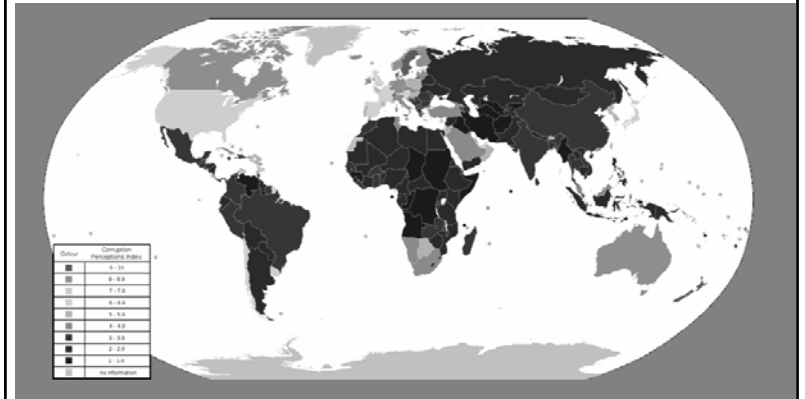 Colour Corruption
Perceptions Index
9 - 10
8 - 8.9
7 - 7.9
6 - 6.9
5 - 5.9
4 - 4.9
3 - 3.9
2 - 2.9
1 - 1.9
no information